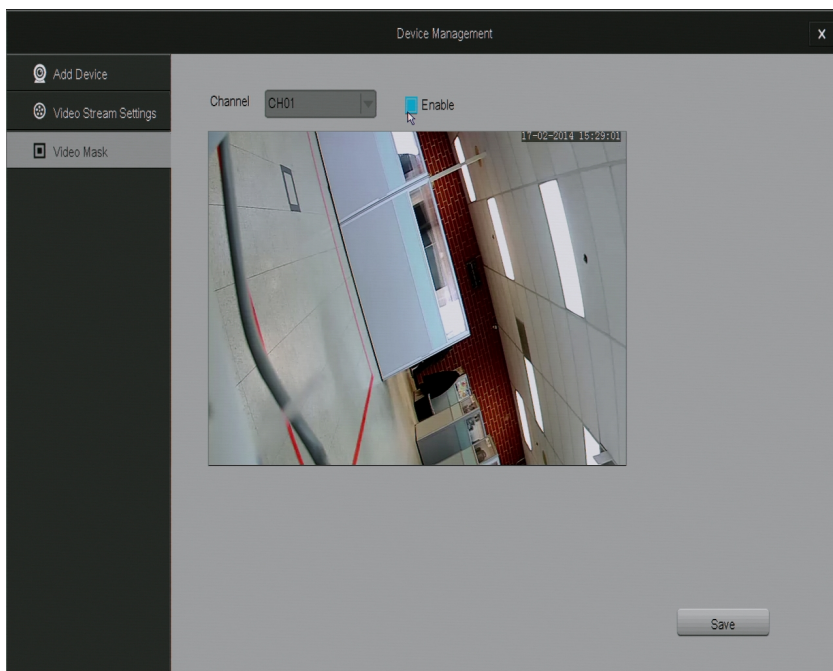 Device Management
X
Add Device
Video Stream Settings
Video Mask
Channel
CH01
Enable
17-02-2014 15:29:01
Save